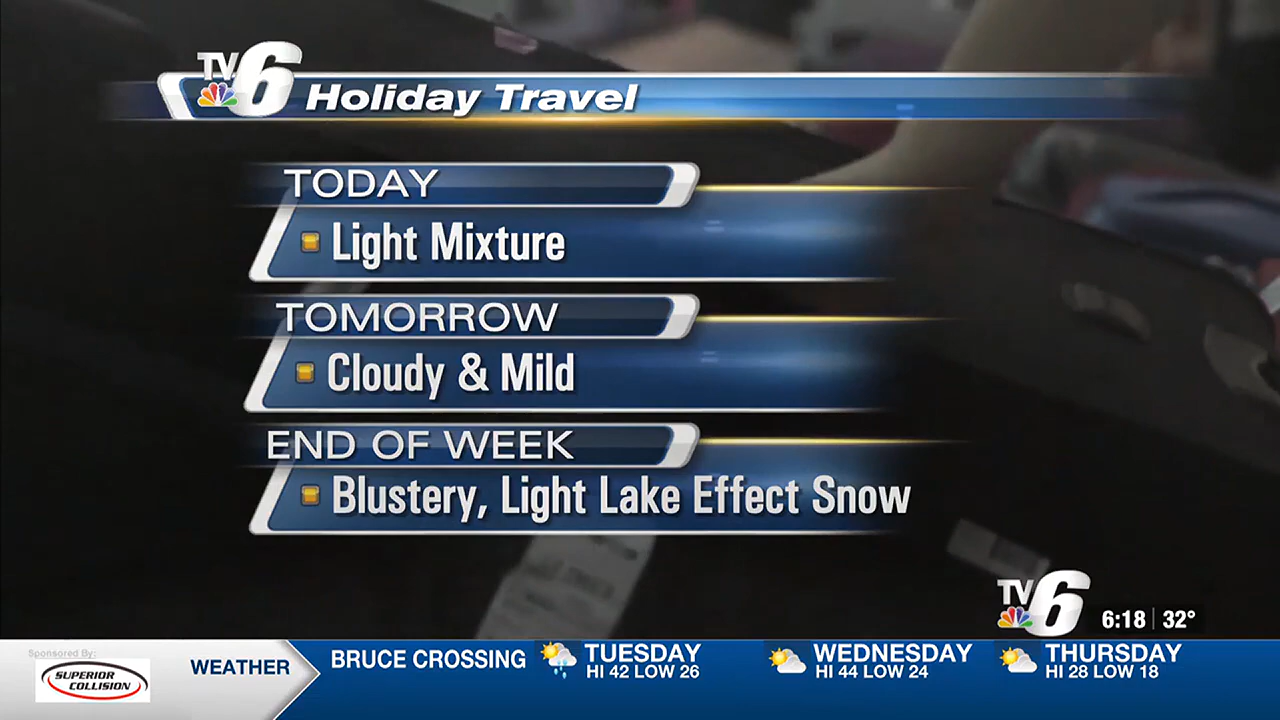 TV6 Holiday Travel
TODAY
Light Mixture
TOMORROW
Cloudy & Mild
END OF WEEK
Blustery, Light Lake Effect Snow
TV6 6:18 32°
Sponsored By:
SUPERIOR
COLLISION
WEATHER
BRUCE CROSSING
TUESDAY
HI 42 LOW 26
WEDNESDAY
HI 44 LOW 24
THURSDAY
HI 28 LOW 18